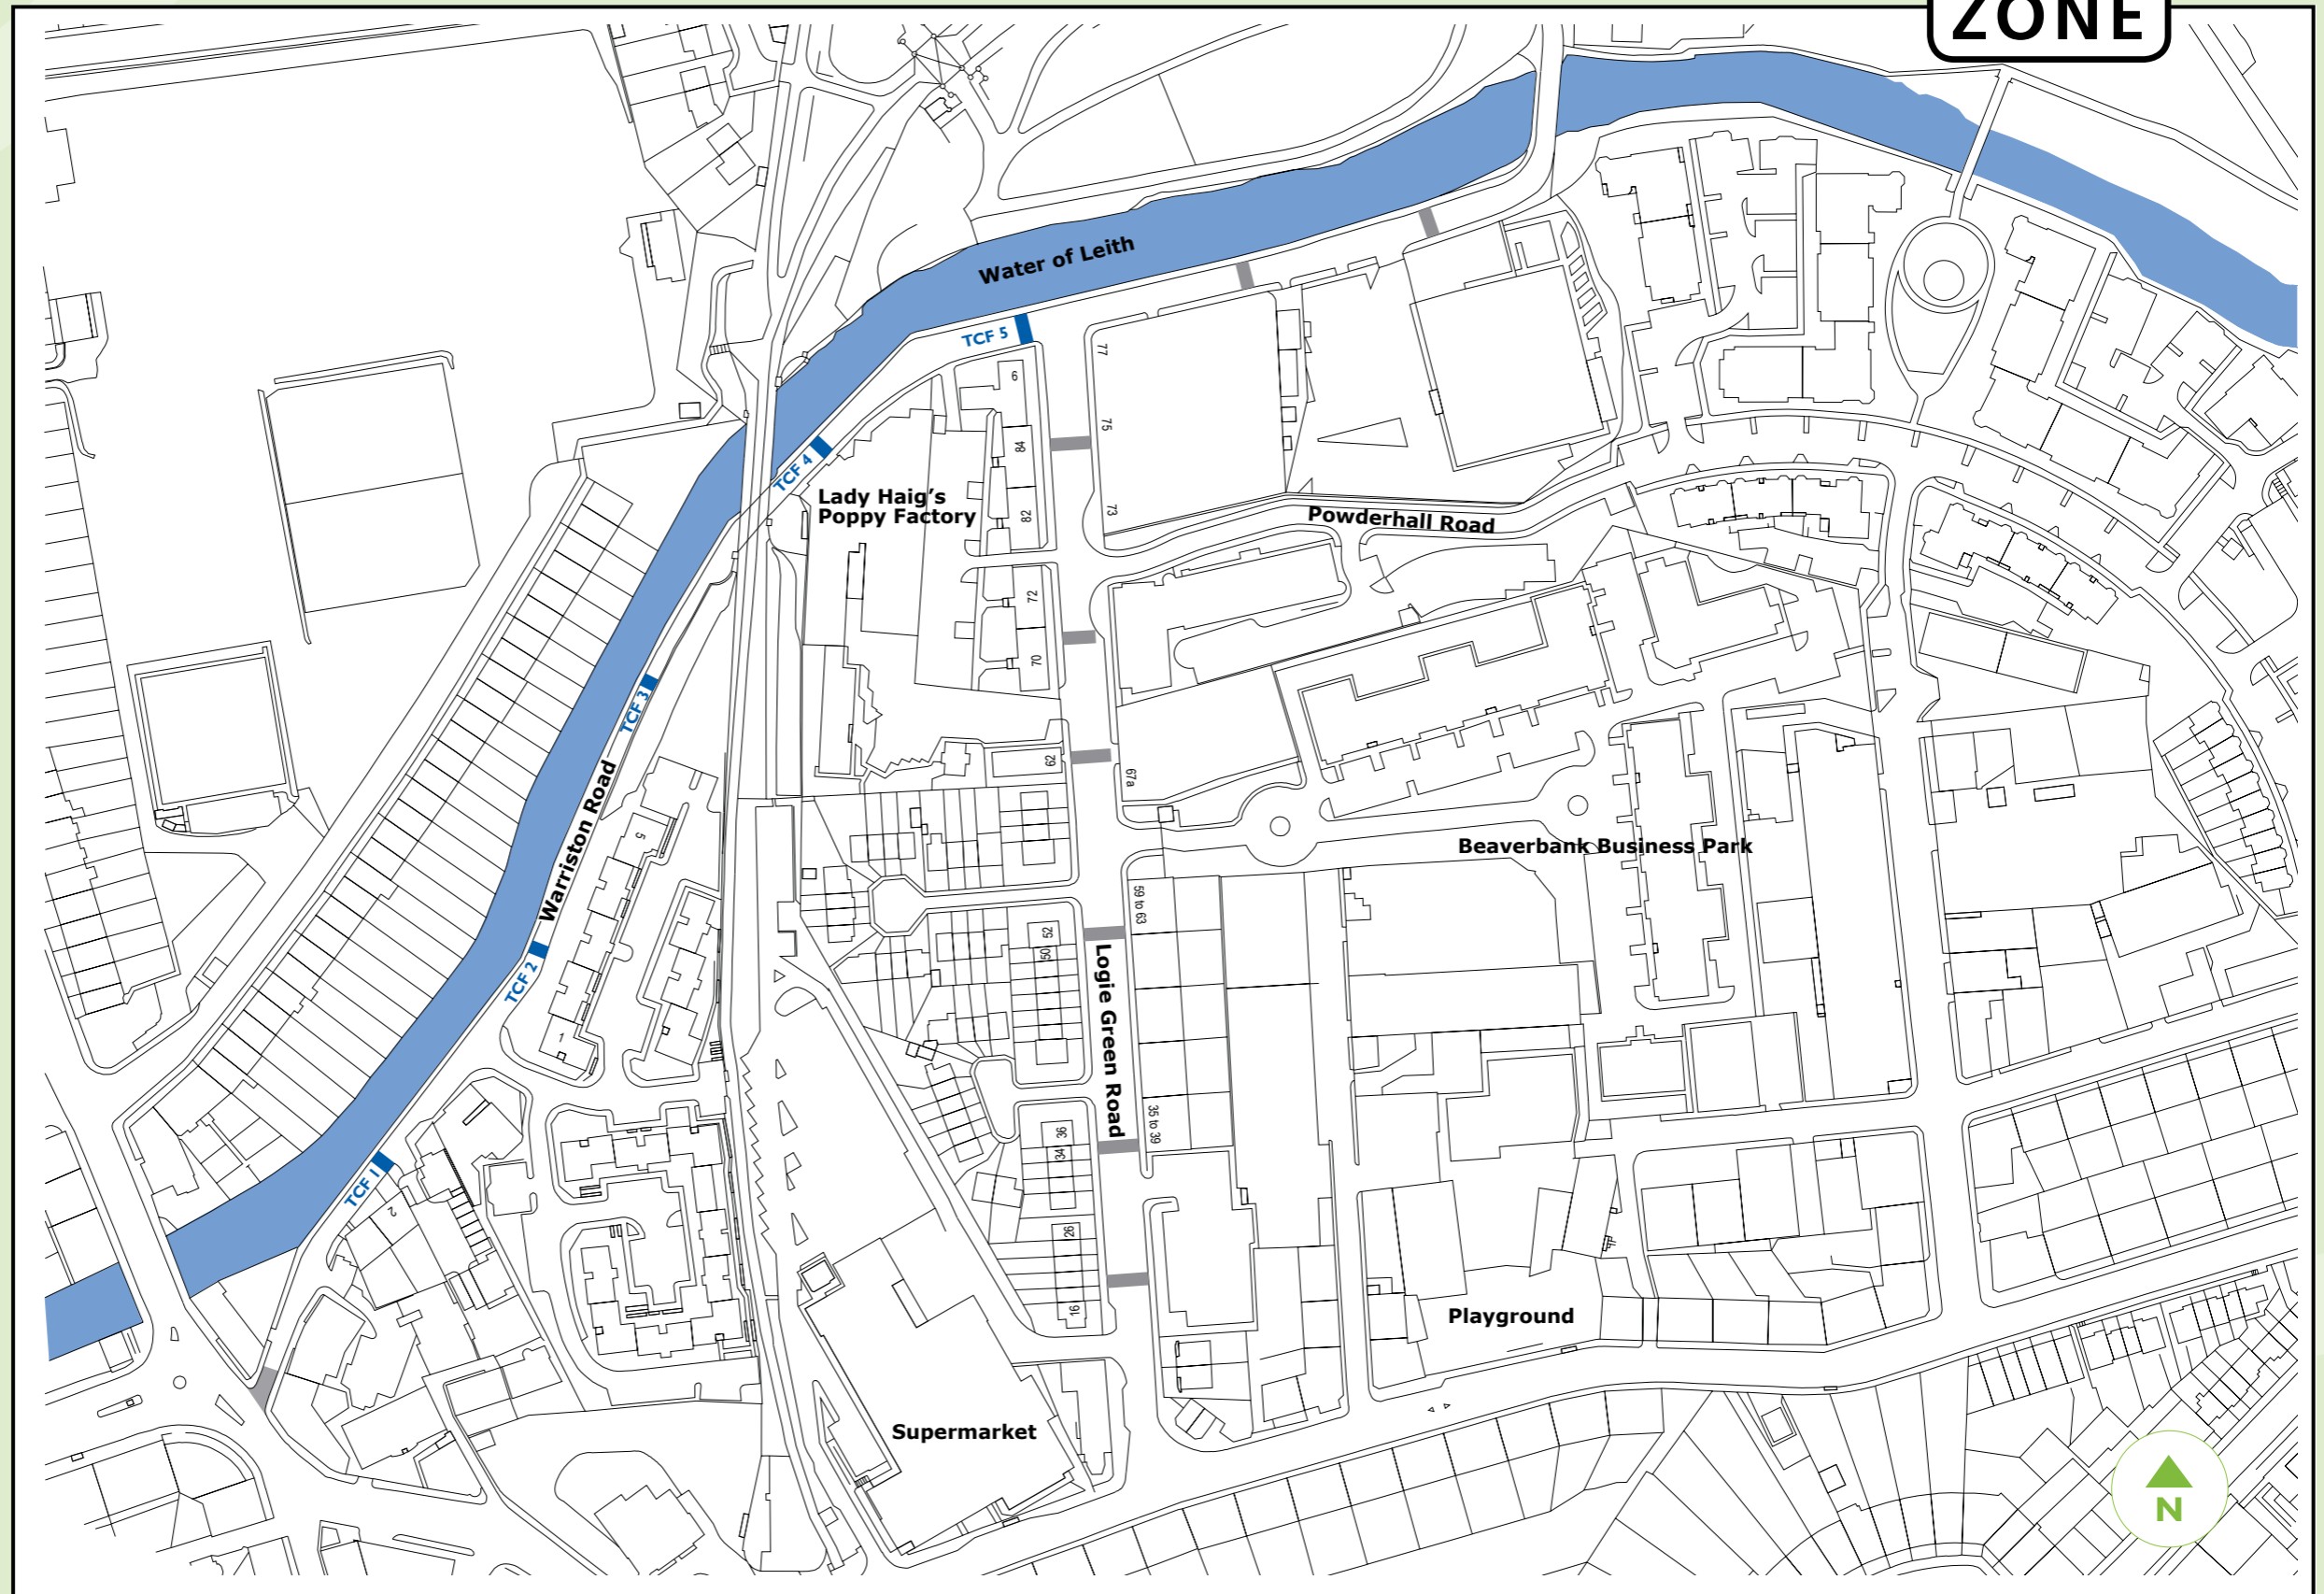 ZONE
Water of Leith
TCF 5
77
6
75
84
TCF 4
Lady Haig’s
Poppy Factory
82
73
Powderhall Road
72
70
TCF 3
62
67a
Warriston Road
5
Beaverbank Business Park
59 to 63
52
50
TCF 2
Logie Green Road
1
35 to 39
36
34
TCF 1
2
26
16
Playground
Supermarket
N